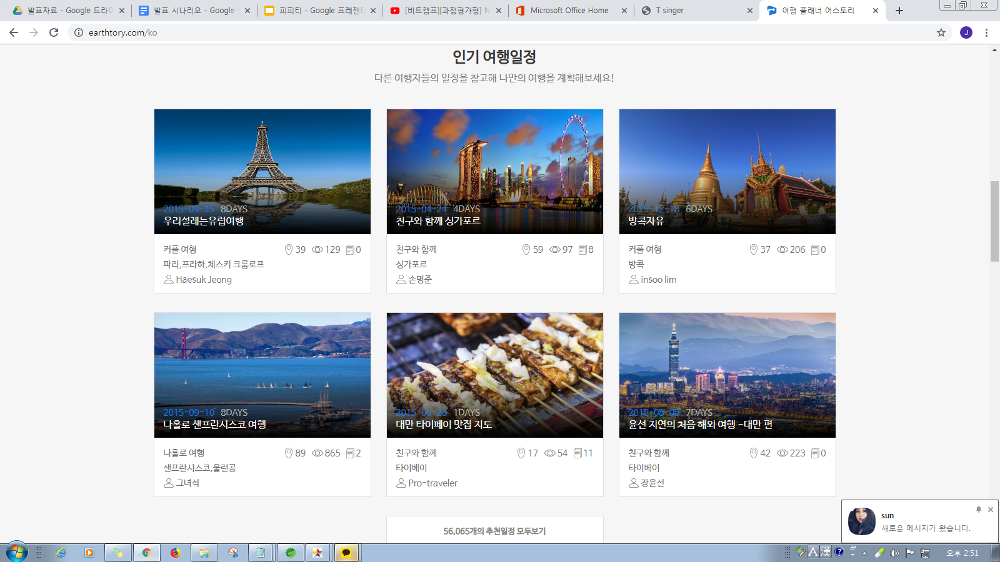 발표자료 - Google 드라이
발표 시나리오 - Google
피피티 - Google 프레젠테
[비트캠프][과정평가형] N
Microsoft Office Home
T singer
여행 플래너 어스토리
earthtory.com/ko
J
인기 여행일정
다른 여행자들의 일정을 참고해 나만의 여행을 계획해보세요!
2015-09-15 8DAYS
우리설레는유럽여행
커플 여행 39 129 0
파리,프라하,체스키 크룸로프
Haesuk Jeong
2015-04-24 4DAYS
친구와 함께 싱가포르
친구와 함께 59 97 8
싱가포르
손명준
2015-12-18 6DAYS
방콕자유
커플 여행 37 206 0
방콕
insoo lim
2015-09-10 8DAYS
나홀로 샌프란시스코 여행
나홀로 여행 89 865 2
샌프란시스코,울런공
그녀석
2015-06-26 1DAYS
대만 타이페이 맛집 지도
친구와 함께 17 54 11
타이베이
Pro-traveler
2015-08-08 7DAYS
윤선 지연의 처음 해외 여행 -대만 편
친구와 함께 42 223 0
타이베이
장윤선
56,065개의 추천일정 모두보기
sun
새로운 메시지가 왔습니다.
A 漢
오후 2:51